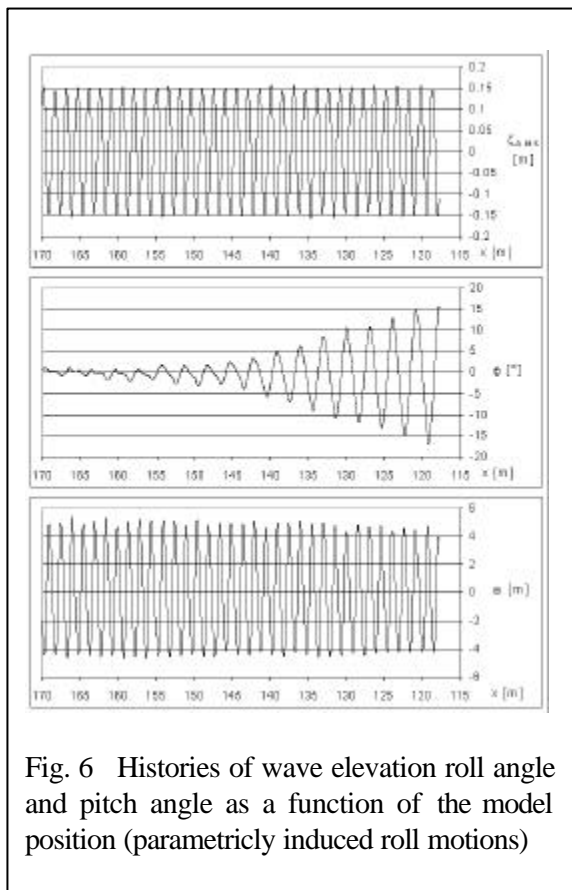 0.2
0.15
0.1
0.05
0
-0.05
-0.1
-0.15
-0.2
[m]
170 165 160 155 150 145 140 135 130 125 120 115
x [m]
20
15
10
5
0
-5
-10
-15
-20
φ [°]
170 165 160 155 150 145 140 135 130 125 120 115
x [m]
6
4
2
0
-2
-4
-6
[m]
170 165 160 155 150 145 140 135 130 125 120 115
x [m]
Fig. 6 Histories of wave elevation roll angle
and pitch angle as a function of the model
position (parametricly induced roll motions)